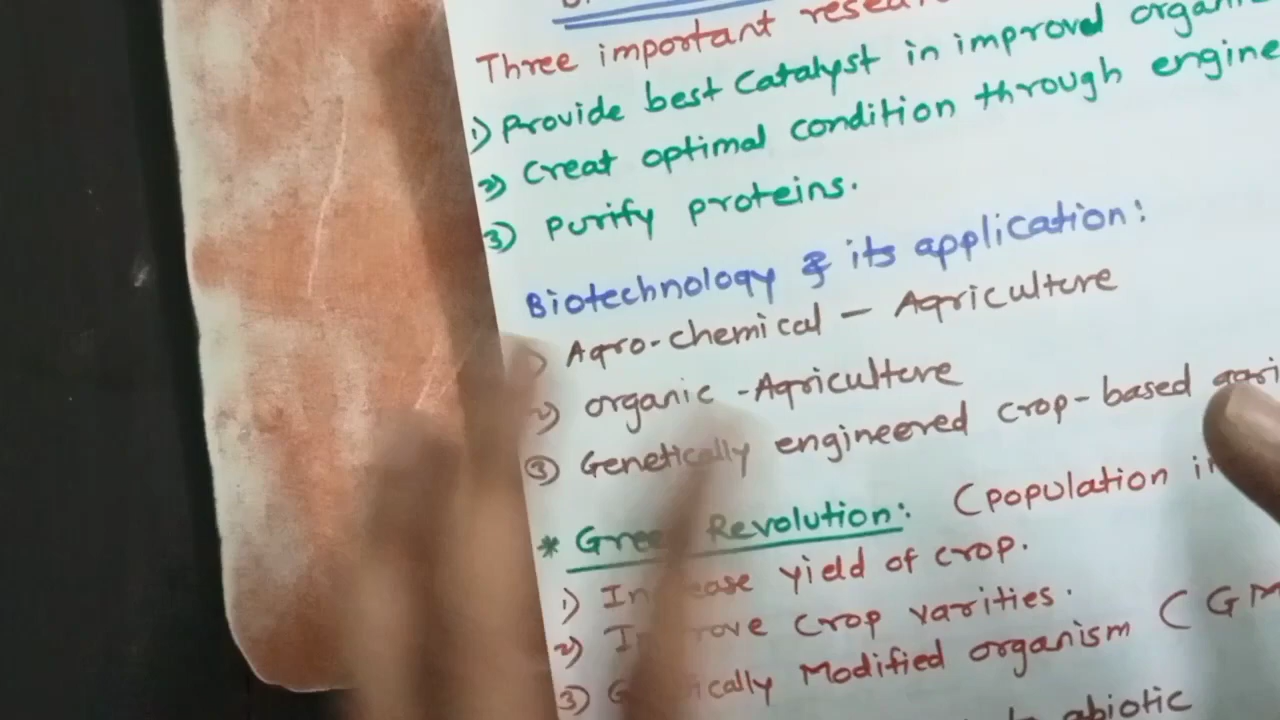 Three important
1) Provide best Catalyst in improved
2) Creat optimal condition through
3) Purify proteins.
Biotechnology & its application:
Agro-chemical - Agriculture
2) organic - Agriculture
3) Genetically engineered crop-based
* Revolution: (population
1) yield of crop.
2) crop varities.
3) Modified organism (GM
abiotic